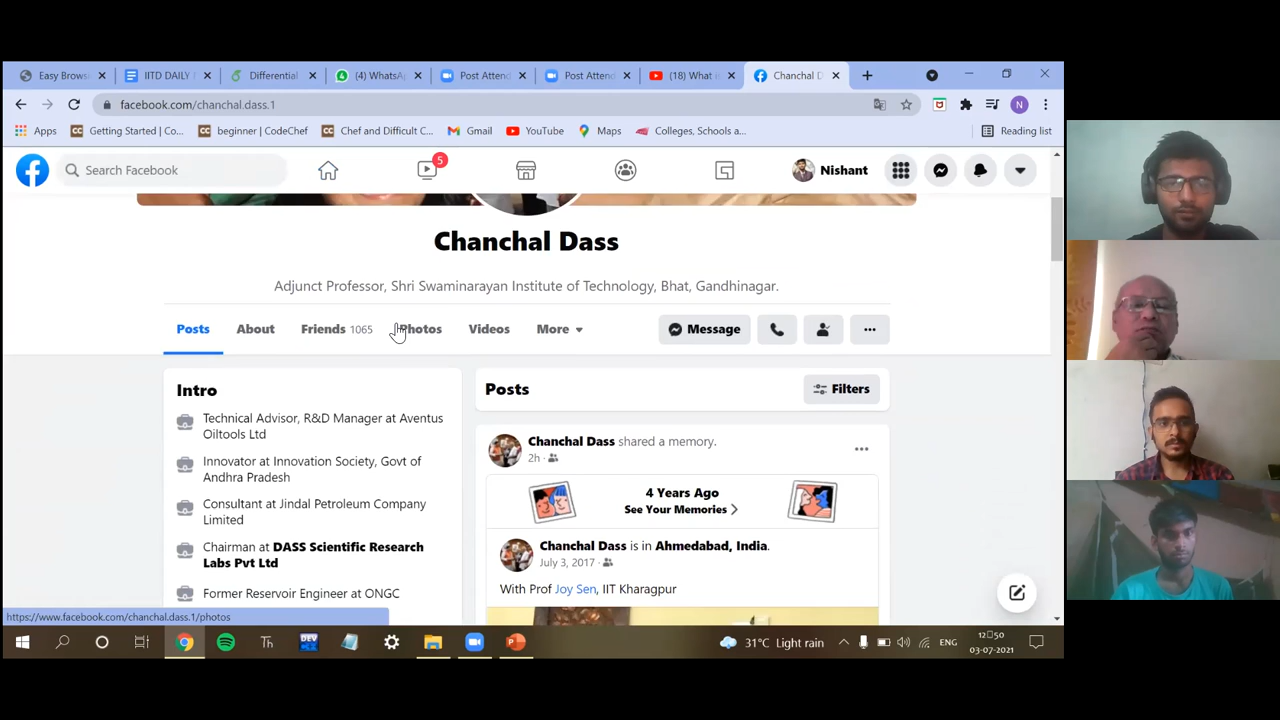 Easy Brows
IITD DAILY
Differential
(4) WhatsAp
Post Attend
Post Attend
(18) What is
Chanchal D
facebook.com/chanchal.dass.1
Apps
Getting Started | Co...
beginner | CodeChef
Chef and Difficult C...
Gmail
YouTube
Maps
Colleges, Schools a...
Reading list
Search Facebook
5
Nishant
Chanchal Dass
Adjunct Professor, Shri Swaminarayan Institute of Technology, Bhat, Gandhinagar.
Posts
About
Friends 1065
Photos
Videos
More
Message
Intro
Technical Advisor, R&D Manager at Aventus
Oiltools Ltd
Innovator at Innovation Society, Govt of
Andhra Pradesh
Consultant at Jindal Petroleum Company
Limited
Chairman at DASS Scientific Research
Labs Pvt Ltd
Former Reservoir Engineer at ONGC
Posts
Filters
Chanchal Dass shared a memory.
2h
4 Years Ago
See Your Memories
Chanchal Dass is in Ahmedabad, India.
July 3, 2017
With Prof Joy Sen, IIT Kharagpur
https://www.facebook.com/chanchal.dass.1/photos
Th
DEV
31°C Light rain
ENG
12:50
03-07-2021